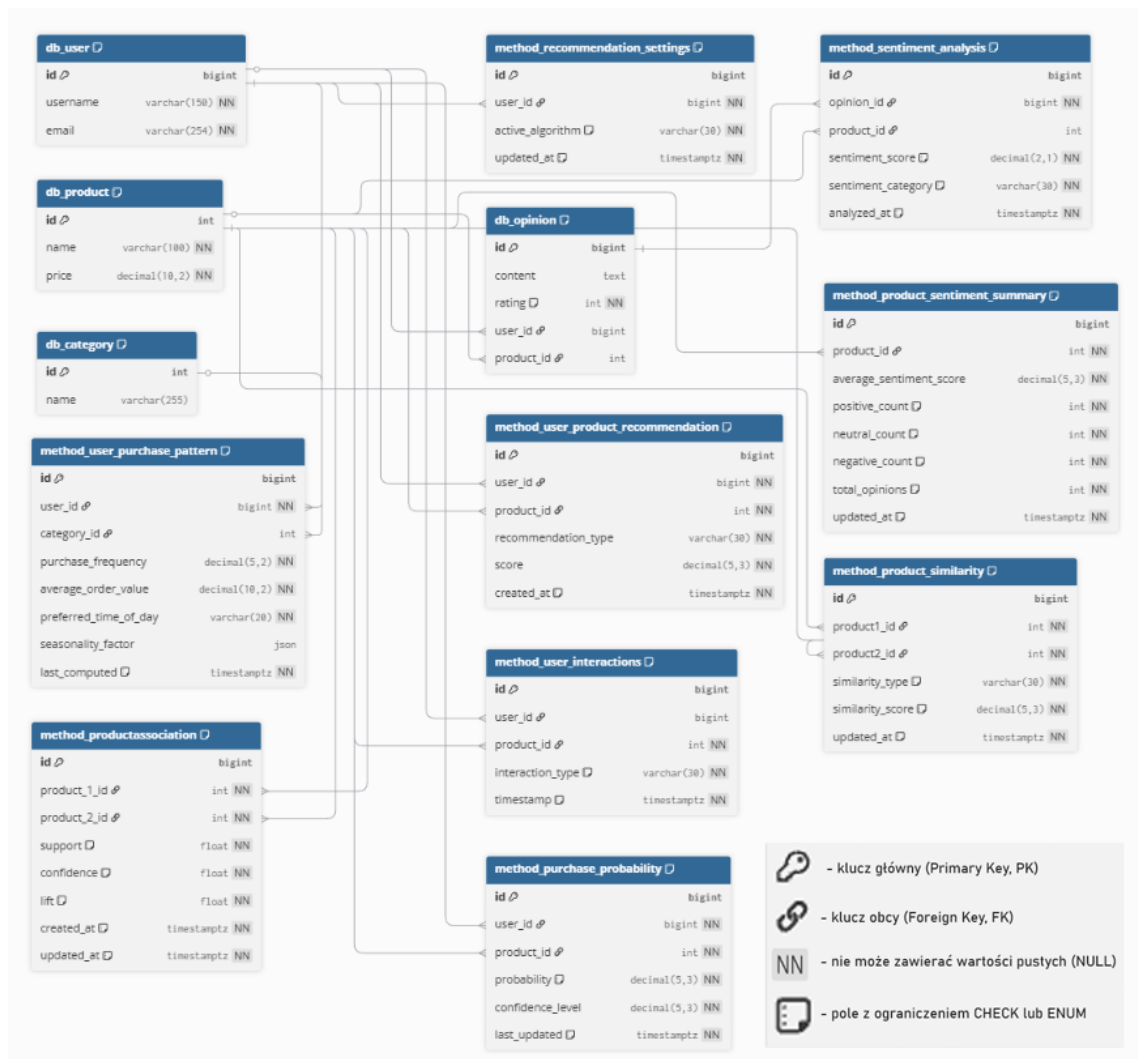 db_user
id bigint
username varchar(150) NN
email varchar(254) NN
db_product
id int
name varchar(100) NN
price decimal(10,2) NN
db_category
id int
name varchar(255)
method_user_purchase_pattern
id bigint
user_id bigint NN
category_id int
purchase_frequency decimal(5,2) NN
average_order_value decimal(10,2) NN
preferred_time_of_day varchar(20) NN
seasonality_factor json
last_computed timestamptz NN
method_productassociation
id bigint
product_1_id int NN
product_2_id int NN
support float NN
confidence float NN
lift float NN
created_at timestamptz NN
updated_at timestamptz NN
method_recommendation_settings
id bigint
user_id bigint NN
active_algorithm varchar(30) NN
updated_at timestamptz NN
db_opinion
id bigint
content text
rating int NN
user_id bigint
product_id int
method_user_product_recommendation
id bigint
user_id bigint NN
product_id int NN
recommendation_type varchar(30) NN
score decimal(5,3) NN
created_at timestamptz NN
method_user_interactions
id bigint
user_id bigint
product_id int NN
interaction_type varchar(30) NN
timestamp timestamptz NN
method_purchase_probability
id bigint
user_id bigint NN
product_id int NN
probability decimal(5,3) NN
confidence_level decimal(5,3) NN
last_updated timestamptz NN
method_sentiment_analysis
id bigint
opinion_id bigint NN
product_id int
sentiment_score decimal(2,1) NN
sentiment_category varchar(30) NN
analyzed_at timestamptz NN
method_product_sentiment_summary
id bigint
product_id int NN
average_sentiment_score decimal(5,3) NN
positive_count int NN
neutral_count int NN
negative_count int NN
total_opinions int NN
updated_at timestamptz NN
method_product_similarity
id bigint
product1_id int NN
product2_id int NN
similarity_type varchar(30) NN
similarity_score decimal(5,3) NN
updated_at timestamptz NN
- klucz główny (Primary Key, PK)
- klucz obcy (Foreign Key, FK)
NN - nie może zawierać wartości pustych (NULL)
- pole z ograniczeniem CHECK lub ENUM